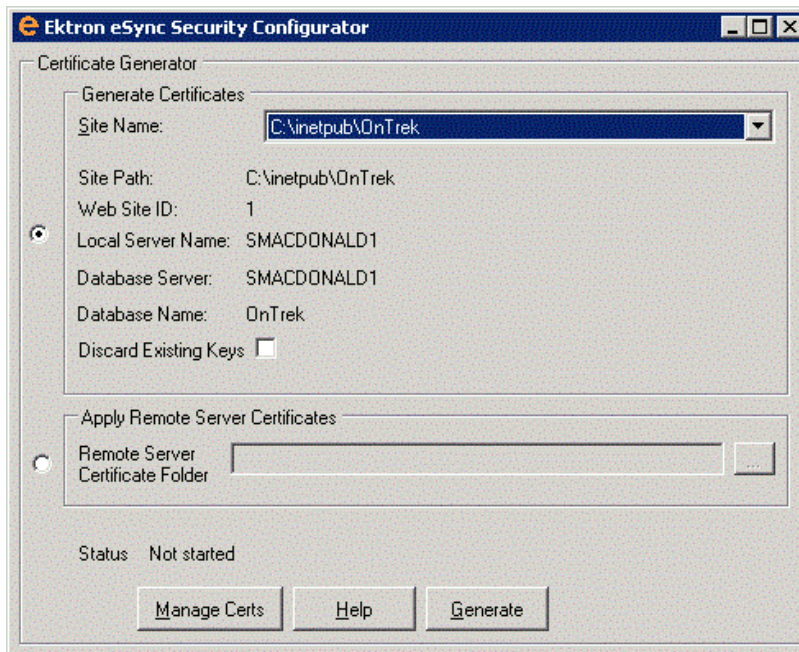 Ektron eSync Security Configurator
Certificate Generator
Generate Certificates
Site Name: C:\inetpub\OnTrek
Site Path: C:\inetpub\OnTrek
Web Site ID: 1
Local Server Name: SMACDONALD1
Database Server: SMACDONALD1
Database Name: OnTrek
Discard Existing Keys
Apply Remote Server Certificates
Remote Server
Certificate Folder
...
Status Not started
Manage Certs Help Generate